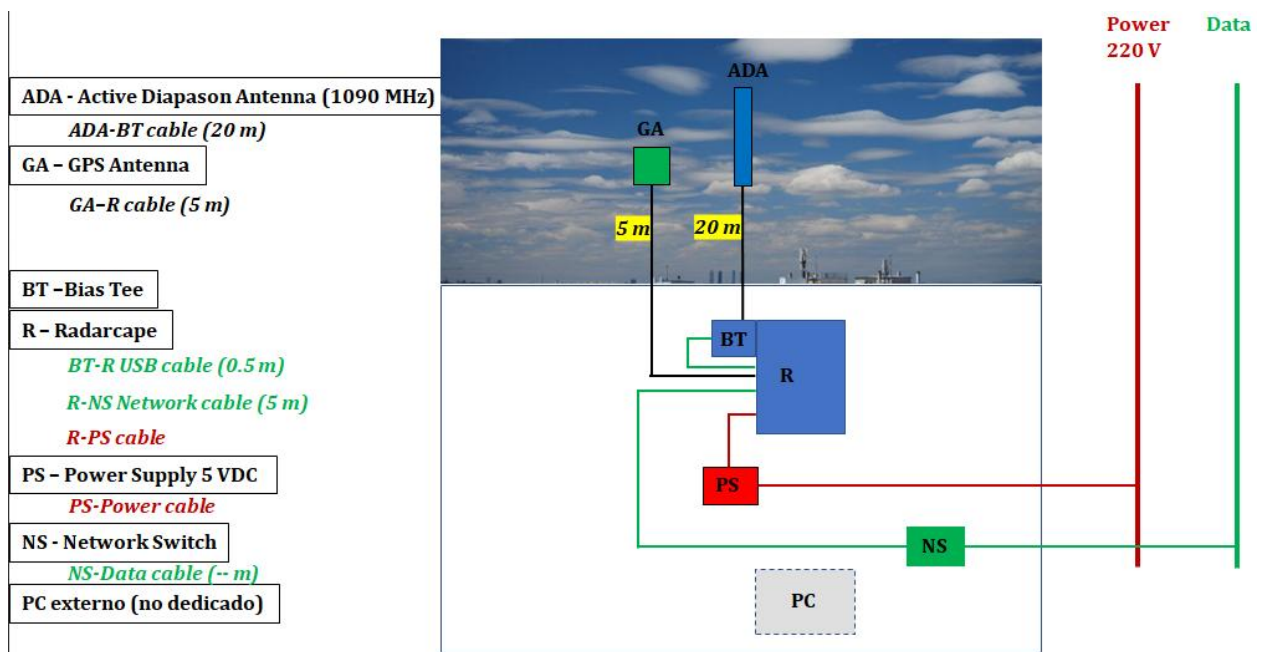 ADA - Active Diapason Antenna (1090 MHz)
ADA-BT cable (20 m)
GA – GPS Antenna
GA–R cable (5 m)
BT –Bias Tee
R – Radarcape
BT-R USB cable (0.5 m)
R-NS Network cable (5 m)
R-PS cable
PS – Power Supply 5 VDC
PS-Power cable
NS - Network Switch
NS-Data cable (-- m)
PC externo (no dedicado)
ADA
GA
5 m
20 m
BT
R
PS
NS
PC
Power
220 V
Data